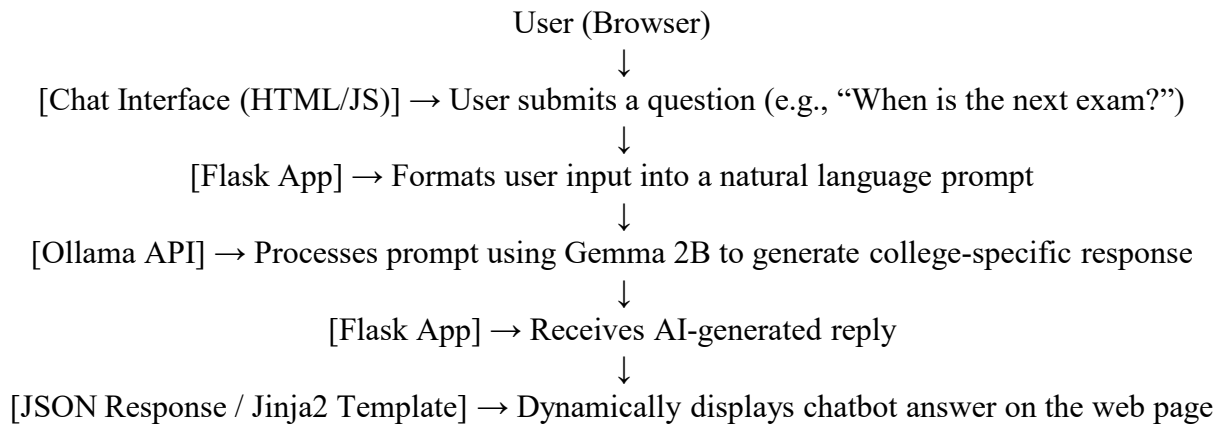 User (Browser)
↓
[Chat Interface (HTML/JS)] → User submits a question (e.g., “When is the next exam?”)
↓
[Flask App] → Formats user input into a natural language prompt
↓
[Ollama API] → Processes prompt using Gemma 2B to generate college-specific response
↓
[Flask App] → Receives AI-generated reply
↓
[JSON Response / Jinja2 Template] → Dynamically displays chatbot answer on the web page